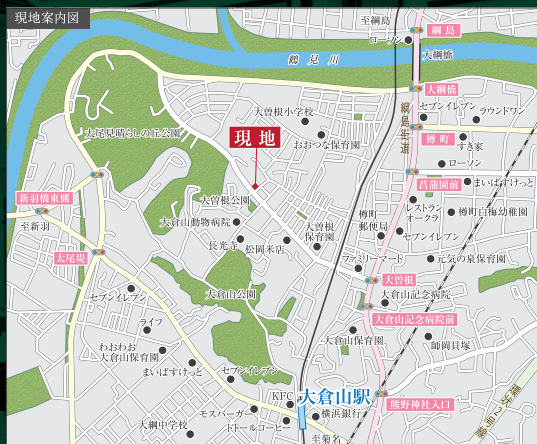 現地案内図
至綱島
綱島
ローソン
鶴見川
大綱橋
大綱橋
綱島街道
セブンイレブン
ラウンドワン
大曽根小学校
樽町
大尾見晴らしの丘公園
おおつな保育園
すき家
現地
ローソン
菖蒲園前
まいばすけっと
新羽橋東側
大曽根公園
レストラン
オークラ
樽町
郵便局
樽町白梅幼稚園
至新羽
大倉山動物病院
大曽根
保育園
セブンイレブン
長光寺
松岡米店
太尾堤
ファミリーマート
元気の泉保育園
大曽根
セブンイレブン
大倉山公園
大倉山記念病院
ライフ
大倉山記念病院前
わおわお
大倉山保育園
大倉山保育園
師岡貝塚
まいばすけっと
セブンイレブン
環状2号線
KFC
大倉山駅
熊野神社入口
モスバーガー
横浜銀行
大綱中学校
ドトールコーヒー
至菊名